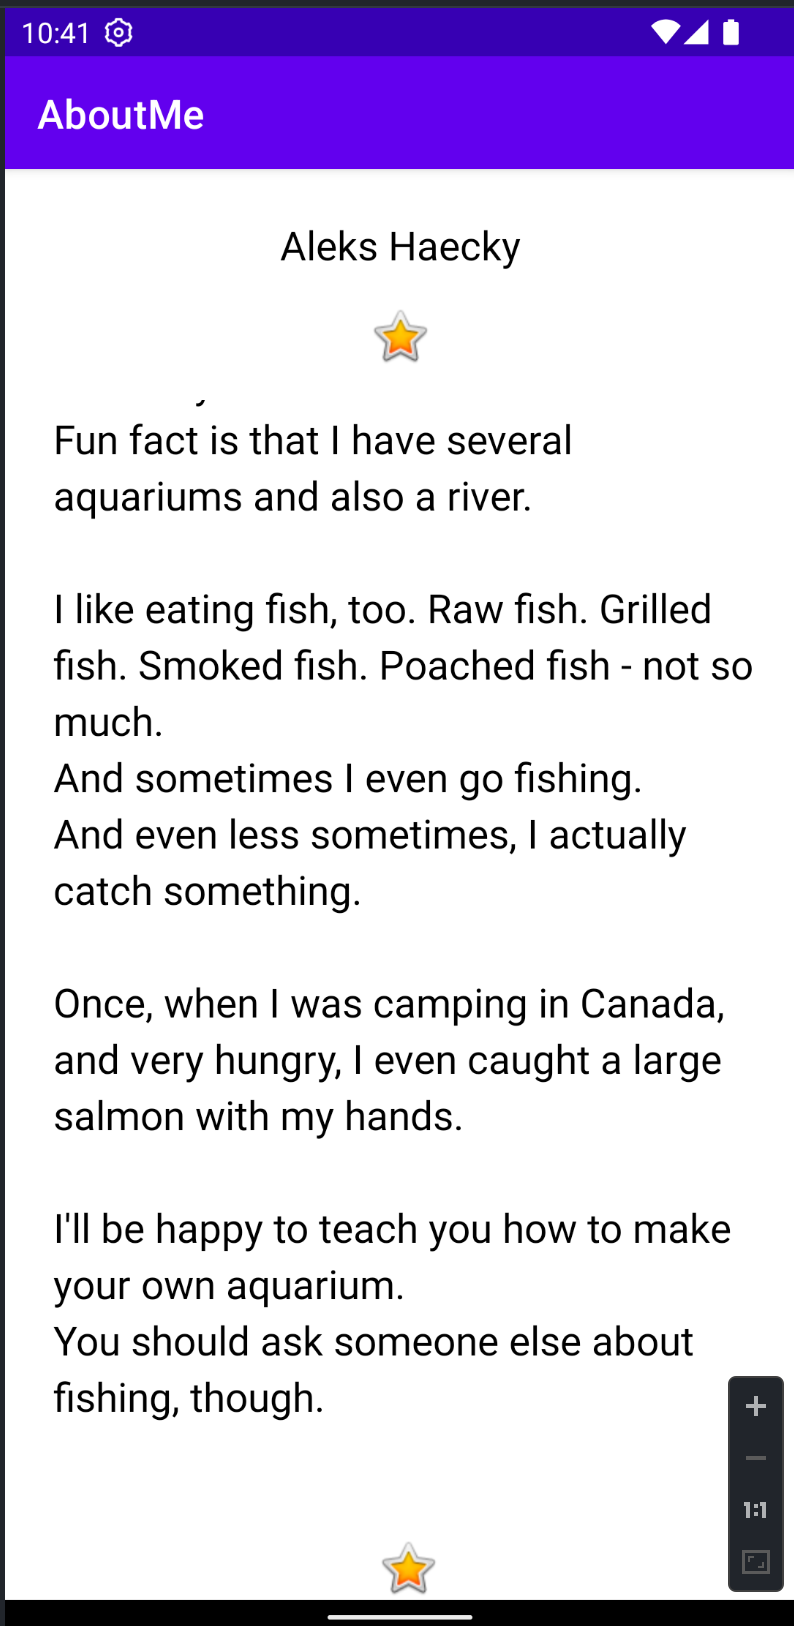 10:41
AboutMe
Aleks Haecky
Fun fact is that I have several
aquariums and also a river.
I like eating fish, too. Raw fish. Grilled
fish. Smoked fish. Poached fish - not so
much.
And sometimes I even go fishing.
And even less sometimes, I actually
catch something.
Once, when I was camping in Canada,
and very hungry, I even caught a large
salmon with my hands.
I'll be happy to teach you how to make
your own aquarium.
You should ask someone else about
fishing, though.
1:1